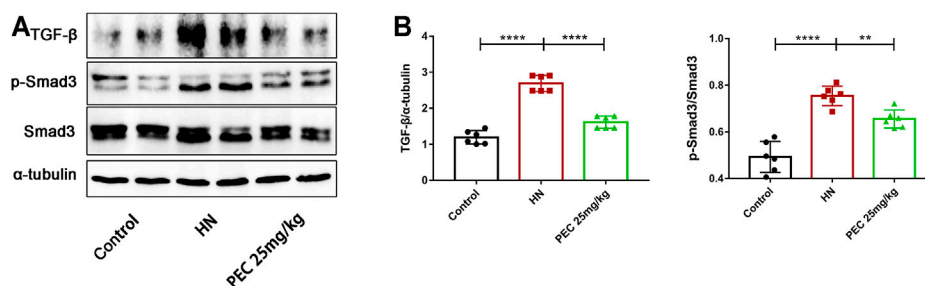 A
TGF-β
p-Smad3
Smad3
α-tubulin
Control
HN
PEC 25mg/kg
B
TGF-β/α-tubulin
4
3
2
1
0
**** ****
Control
HN
PEC 25mg/kg
p-Smad3/Smad3
1.0
0.8
0.6
0.4
**** **
Control
HN
PEC 25mg/kg